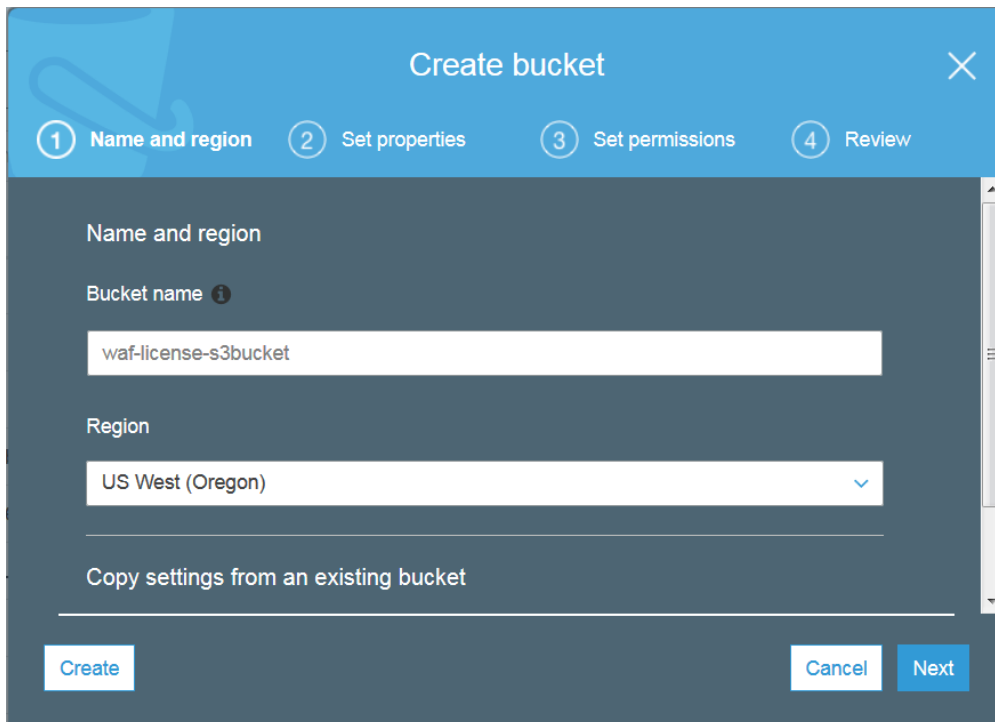 Create bucket
1 Name and region 2 Set properties 3 Set permissions 4 Review
Name and region
Bucket name
waf-license-s3bucket
Region
US West (Oregon)
Copy settings from an existing bucket
Create Cancel Next